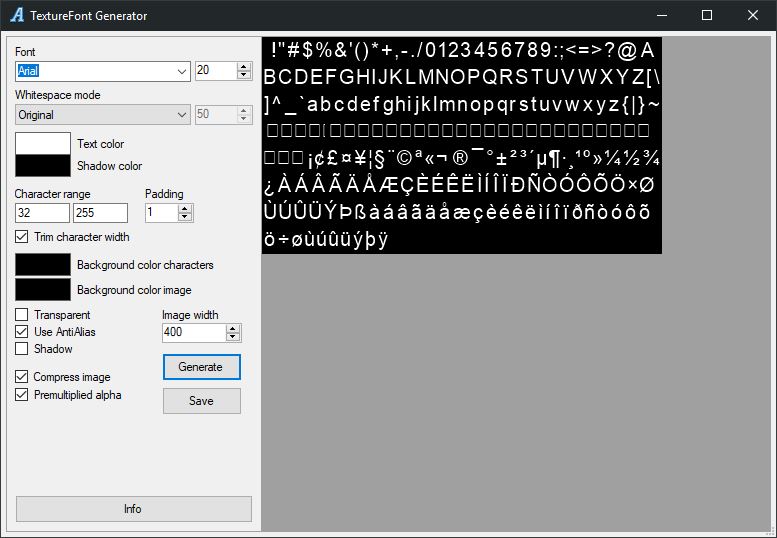 TextureFont Generator
Font
Arial 20
Whitespace mode
Original 50
Text color
Shadow color
Character range Padding
32 255 1
Trim character width
Background color characters
Background color image
Transparent Image width
Use AntiAlias 400
Shadow
Generate
Compress image
Premultiplied alpha Save
Info
!"#$%&'()*+,-./0123456789:;<=>?@A
BCDEFGHIJKLMNOPQRSTUVWXYZ[\
]^_`abcdefghijklmnopqrstuvwxyz{|}~
¡¢£¤¥¦§¨©ª«¬®¯°±²³´µ¶·¸¹º»¼½¾
¿ÀÁÂÃÄÅÆÇÈÉÊËÌÍÎÏÐÑÒÓÔÕÖ×Ø
ÙÚÛÜÝÞßàáâãäåæçèéêëìíîïðñòóôõ
ö÷øùúûüýþÿ